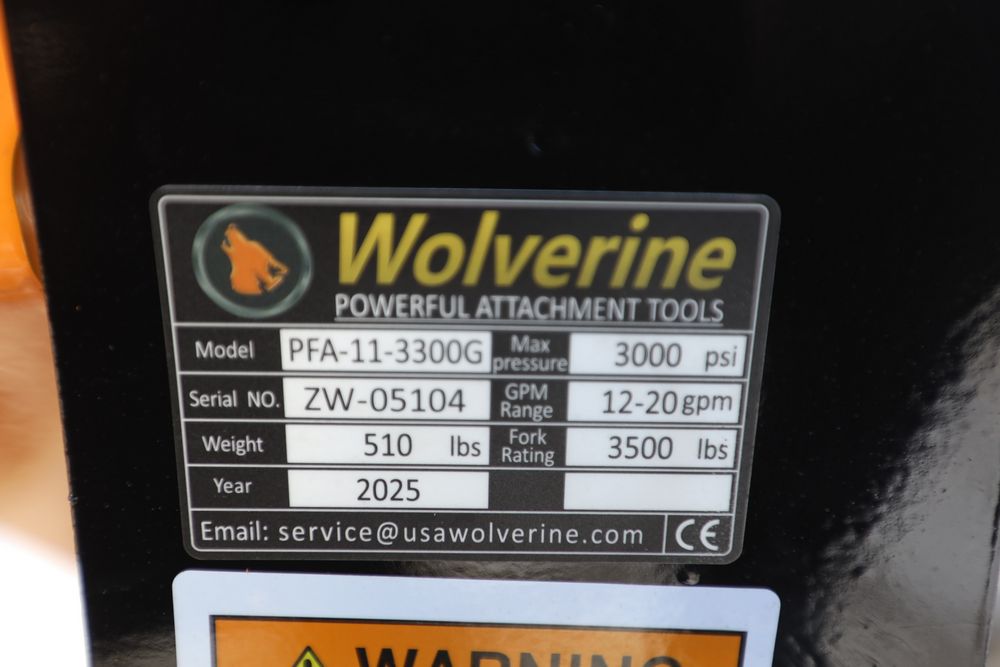 Wolverine
POWERFUL ATTACHMENT TOOLS
Model PFA-11-3300G Max pressure 3000 psi
Serial NO. ZW-05104 GPM Range 12-20 gpm
Weight 510 lbs Fork Rating 3500 lbs
Year 2025
Email: service@usawolverine.com CE
WARNING